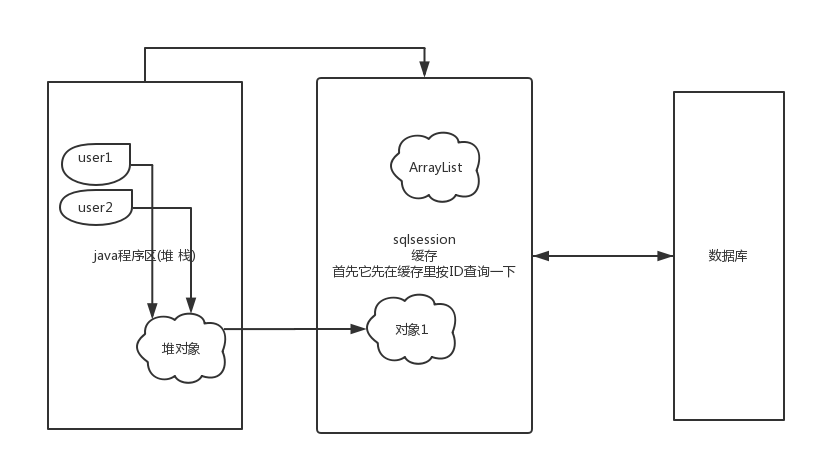 user1
user2
java程序区(堆 栈)
堆对象
ArrayList
sqlsession
缓存
首先它先在缓存里按ID查询一下
对象1
数据库